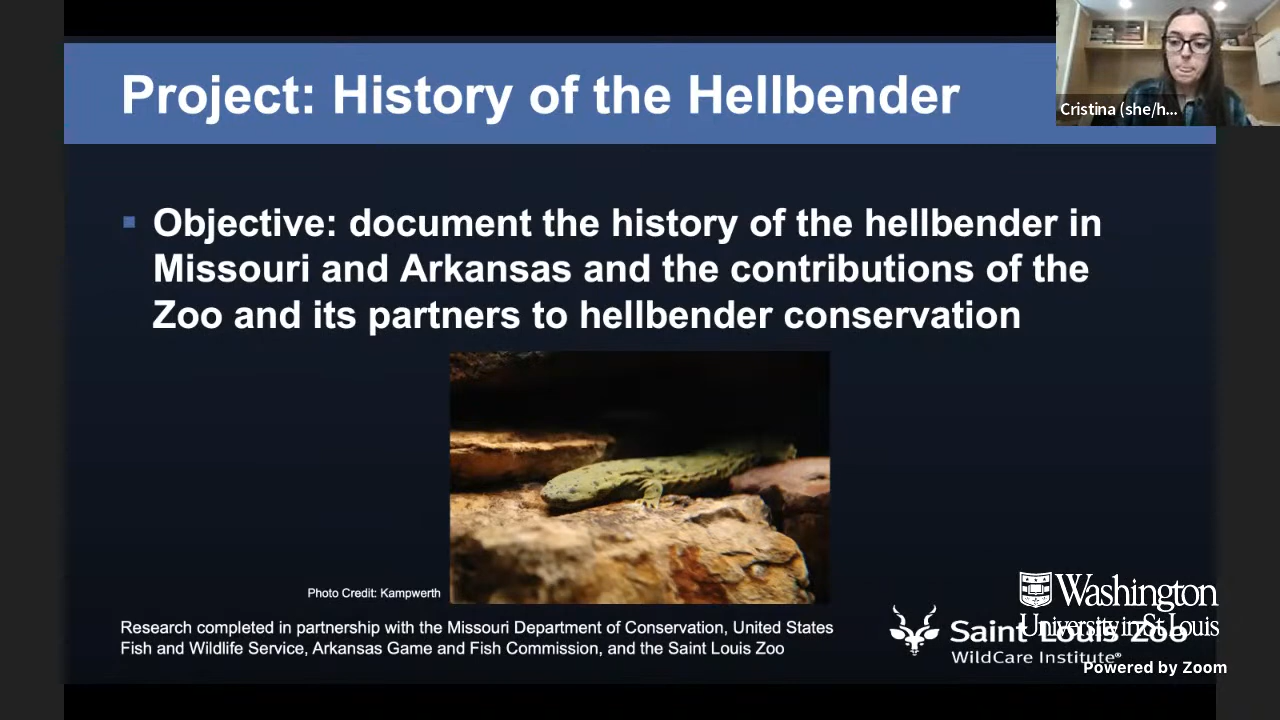 Project: History of the Hellbender
Cristina (she/h...
Objective: document the history of the hellbender in
Missouri and Arkansas and the contributions of the
Zoo and its partners to hellbender conservation
Photo Credit: Kampwerth
Research completed in partnership with the Missouri Department of Conservation, United States
Fish and Wildlife Service, Arkansas Game and Fish Commission, and the Saint Louis Zoo
Washington
University in St Louis
Saint Louis Zoo
WildCare Institute®
Powered by Zoom